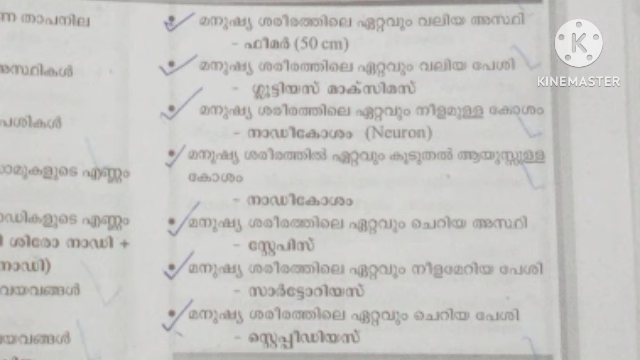 ന്ന താപനില
അസ്ഥികൾ
പേശികൾ
ാമുകളുടെ എണ്ണം
ാഡികളുടെ എണ്ണം
ി ശിരോ നാഡി +
നാഡി)
വയവങ്ങൾ
യവങ്ങൾ
• മനുഷ്യ ശരീരത്തിലെ ഏറ്റവും വലിയ അസ്ഥി
- ഫീമർ (50 cm)
• മനുഷ്യ ശരീരത്തിലെ ഏറ്റവും വലിയ പേശി
- ഗ്ലൂട്ടിയസ് മാക്സിമസ്
• മനുഷ്യ ശരീരത്തിലെ ഏറ്റവും നീളമുള്ള കോശം
- നാഡീകോശം (Neuron)
• മനുഷ്യ ശരീരത്തിൽ ഏറ്റവും കൂടുതൽ ആയുസ്സുള്ള
കോശം
- നാഡീകോശം
• മനുഷ്യ ശരീരത്തിലെ ഏറ്റവും ചെറിയ അസ്ഥി
- സ്റ്റേപിസ്
• മനുഷ്യ ശരീരത്തിലെ ഏറ്റവും നീളമേറിയ പേശി
- സാർട്ടോറിയസ്
• മനുഷ്യ ശരീരത്തിലെ ഏറ്റവും ചെറിയ പേശി
- സ്റ്റെപ്പീഡിയസ്
K
KINEMASTER